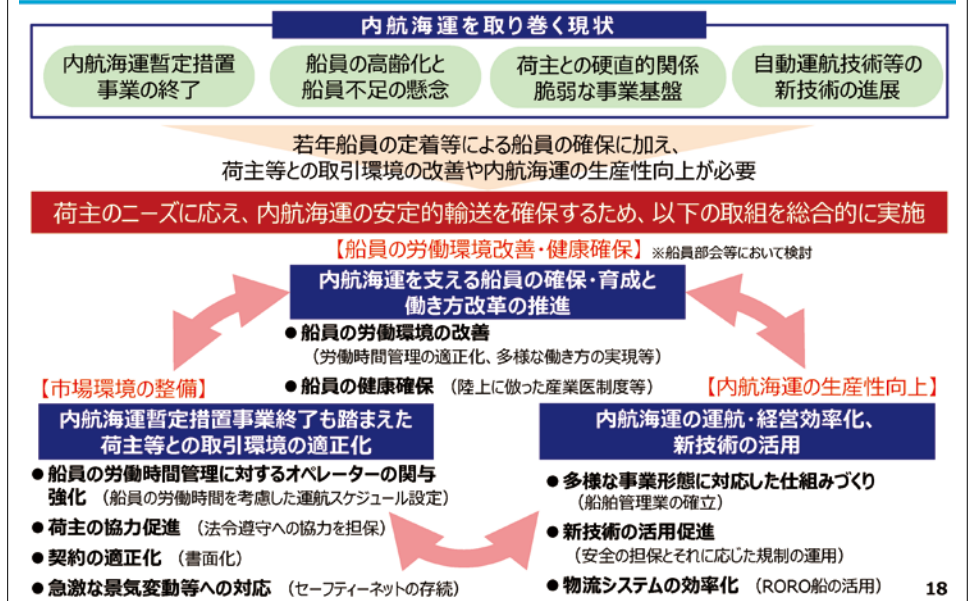 内航海運を取り巻く現状
内航海運暫定措置
事業の終了
船員の高齢化と
船員不足の懸念
荷主との硬直的関係
脆弱な事業基盤
自動運航技術等の
新技術の進展
若年船員の定着等による船員の確保に加え、
荷主等との取引環境の改善や内航海運の生産性向上が必要
荷主のニーズに応え、内航海運の安定的輸送を確保するため、以下の取組を総合的に実施
【船員の労働環境改善・健康確保】 ※船員部会等において検討
内航海運を支える船員の確保・育成と
働き方改革の推進
●船員の労働環境の改善
（労働時間管理の適正化、多様な働き方の実現等）
●船員の健康確保 （陸上に倣った産業医制度等）
【市場環境の整備】
内航海運暫定措置事業終了も踏まえた
荷主等との取引環境の適正化
●船員の労働時間管理に対するオペレーターの関与
強化 （船員の労働時間を考慮した運航スケジュール設定）
●荷主の協力促進 （法令遵守への協力を担保）
●契約の適正化 （書面化）
●急激な景気変動等への対応 （セーフティーネットの存続）
【内航海運の生産性向上】
内航海運の運航・経営効率化、
新技術の活用
●多様な事業形態に対応した仕組みづくり
（船舶管理業の確立）
●新技術の活用促進
（安全の担保とそれに応じた規制の運用）
●物流システムの効率化 （RORO船の活用）
18